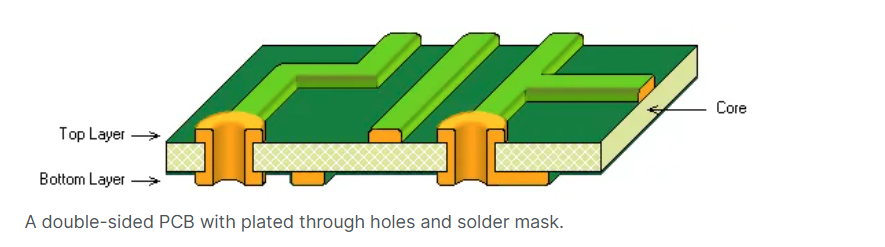 Top Layer
Core
Bottom Layer
A double-sided PCB with plated through holes and solder mask.